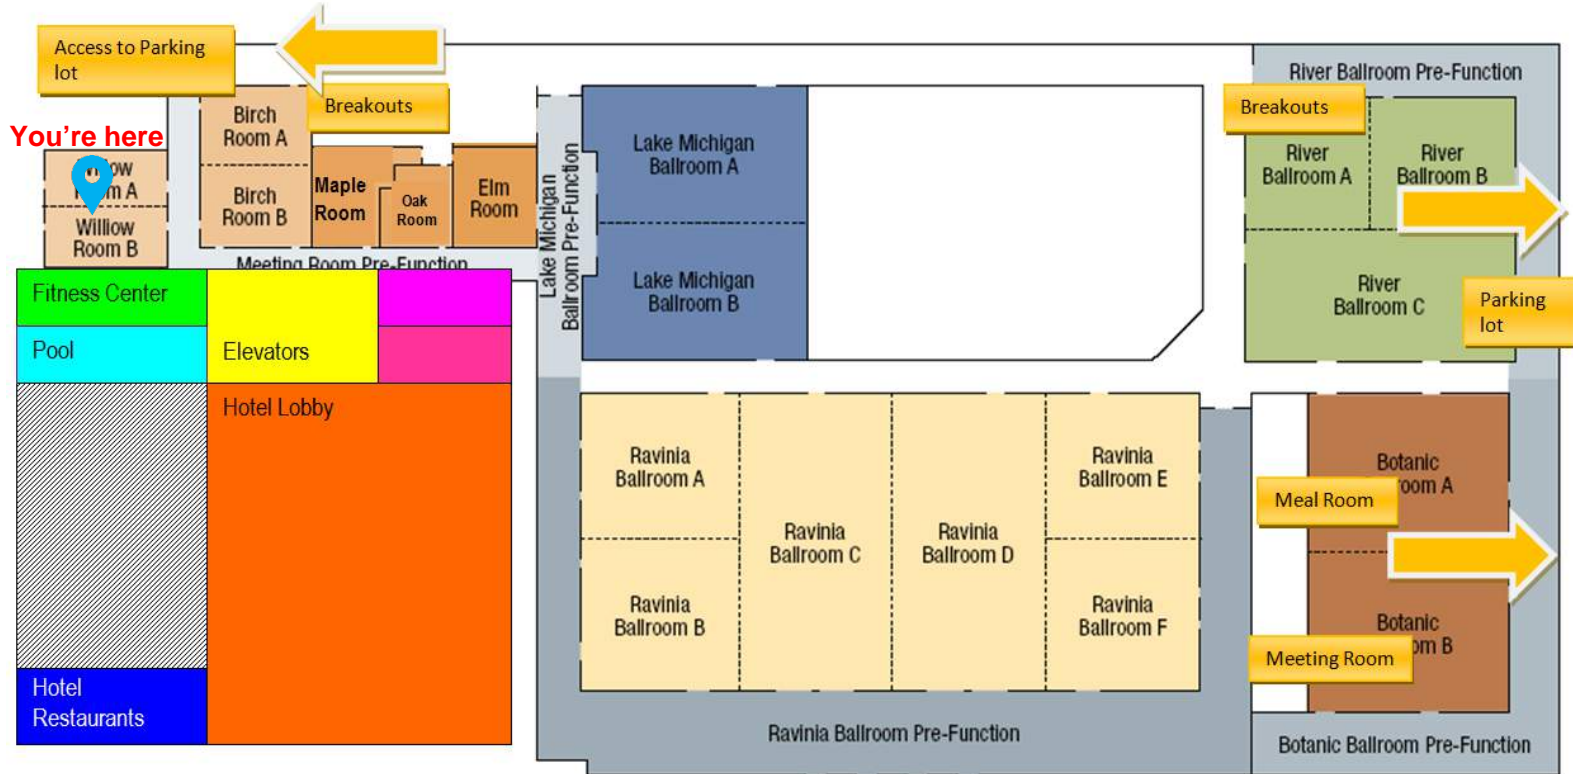 Access to Parking
lot
River Ballroom Pre-Function
Birch
Room A
Breakouts
Breakouts
You're here
Room A
Lake Michigan
Ballroom A
River
Ballroom A
River
Ballroom B
Birch
Room B
Maple
Room
Oak
Room
Elm
Room
Willow
Room B
Meeting Room Pre-Function
Lake Michigan
Ballroom Pre-Function
Lake Michigan
Ballroom B
River
Ballroom C
Parking
lot
Fitness Center
Pool
Elevators
Hotel Lobby
Ravinia
Ballroom A
Ravinia
Ballroom C
Ravinia
Ballroom D
Ravinia
Ballroom E
Botanic
room A
Meal Room
Ravinia
Ballroom B
Ravinia
Ballroom F
Botanic
om B
Meeting Room
Hotel
Restaurants
Ravinia Ballroom Pre-Function
Botanic Ballroom Pre-Function